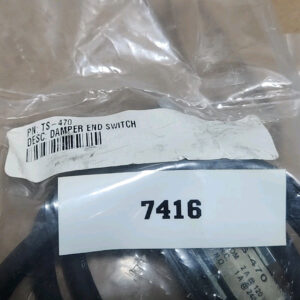 PN: TS-470
DESC: DAMPER END SWITCH
7416